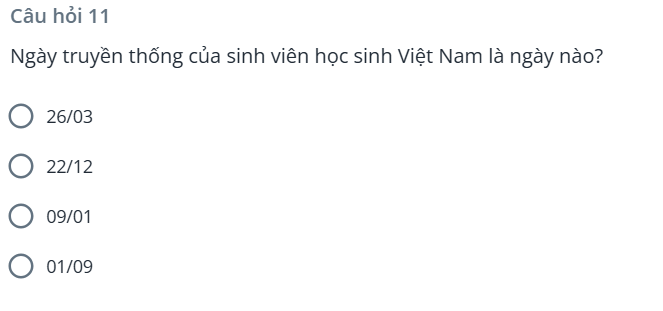 Câu hỏi 11
Ngày truyền thống của sinh viên học sinh Việt Nam là ngày nào?
26/03
22/12
09/01
01/09